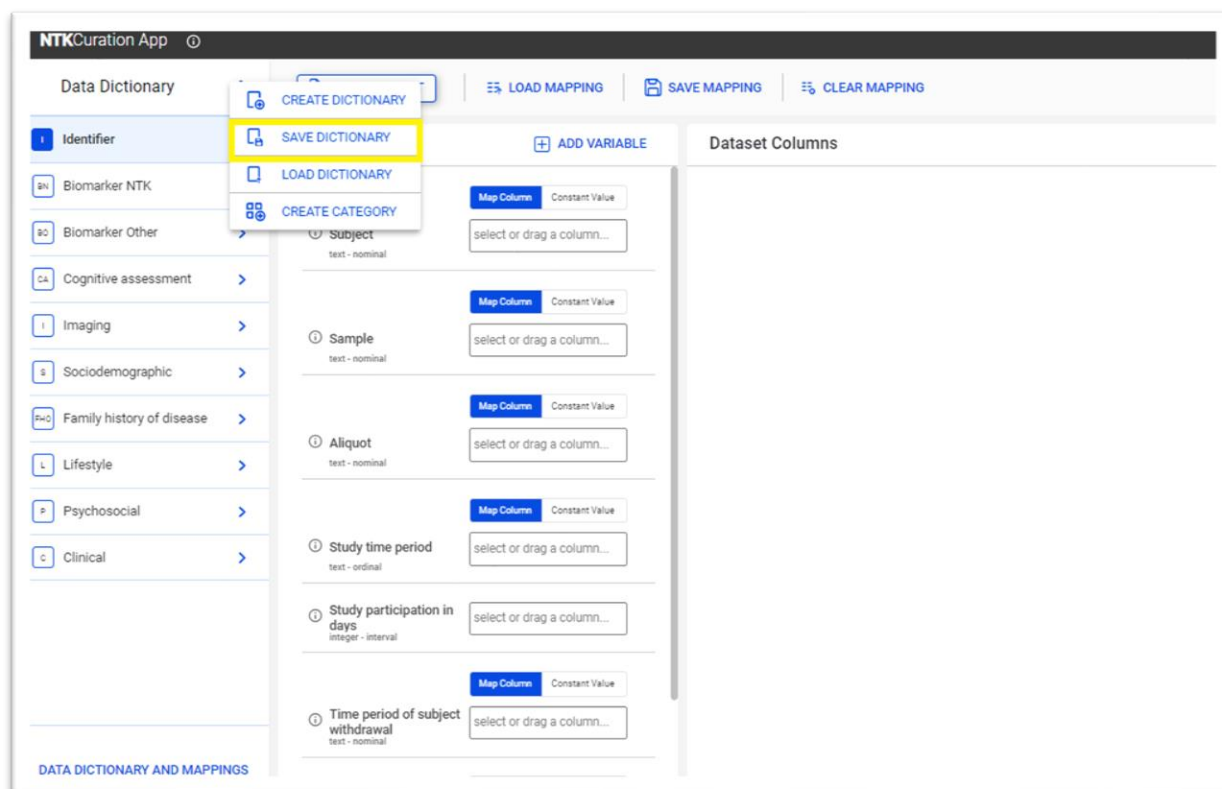 NTKCuration App
Data Dictionary
LOAD MAPPING
SAVE MAPPING
CLEAR MAPPING
CREATE DICTIONARY
SAVE DICTIONARY
LOAD DICTIONARY
CREATE CATEGORY
I Identifier
BN Biomarker NTK
BO Biomarker Other
CA Cognitive assessment
I Imaging
S Sociodemographic
FHO Family history of disease
L Lifestyle
P Psychosocial
C Clinical
DATA DICTIONARY AND MAPPINGS
ADD VARIABLE
Map Column Constant Value
Subject select or drag a column...
text - nominal
Map Column Constant Value
Sample select or drag a column...
text - nominal
Map Column Constant Value
Aliquot select or drag a column...
text - nominal
Map Column Constant Value
Study time period select or drag a column...
text - ordinal
Study participation in
days
select or drag a column...
integer - interval
Map Column Constant Value
Time period of subject
withdrawal
select or drag a column...
text - nominal
Dataset Columns